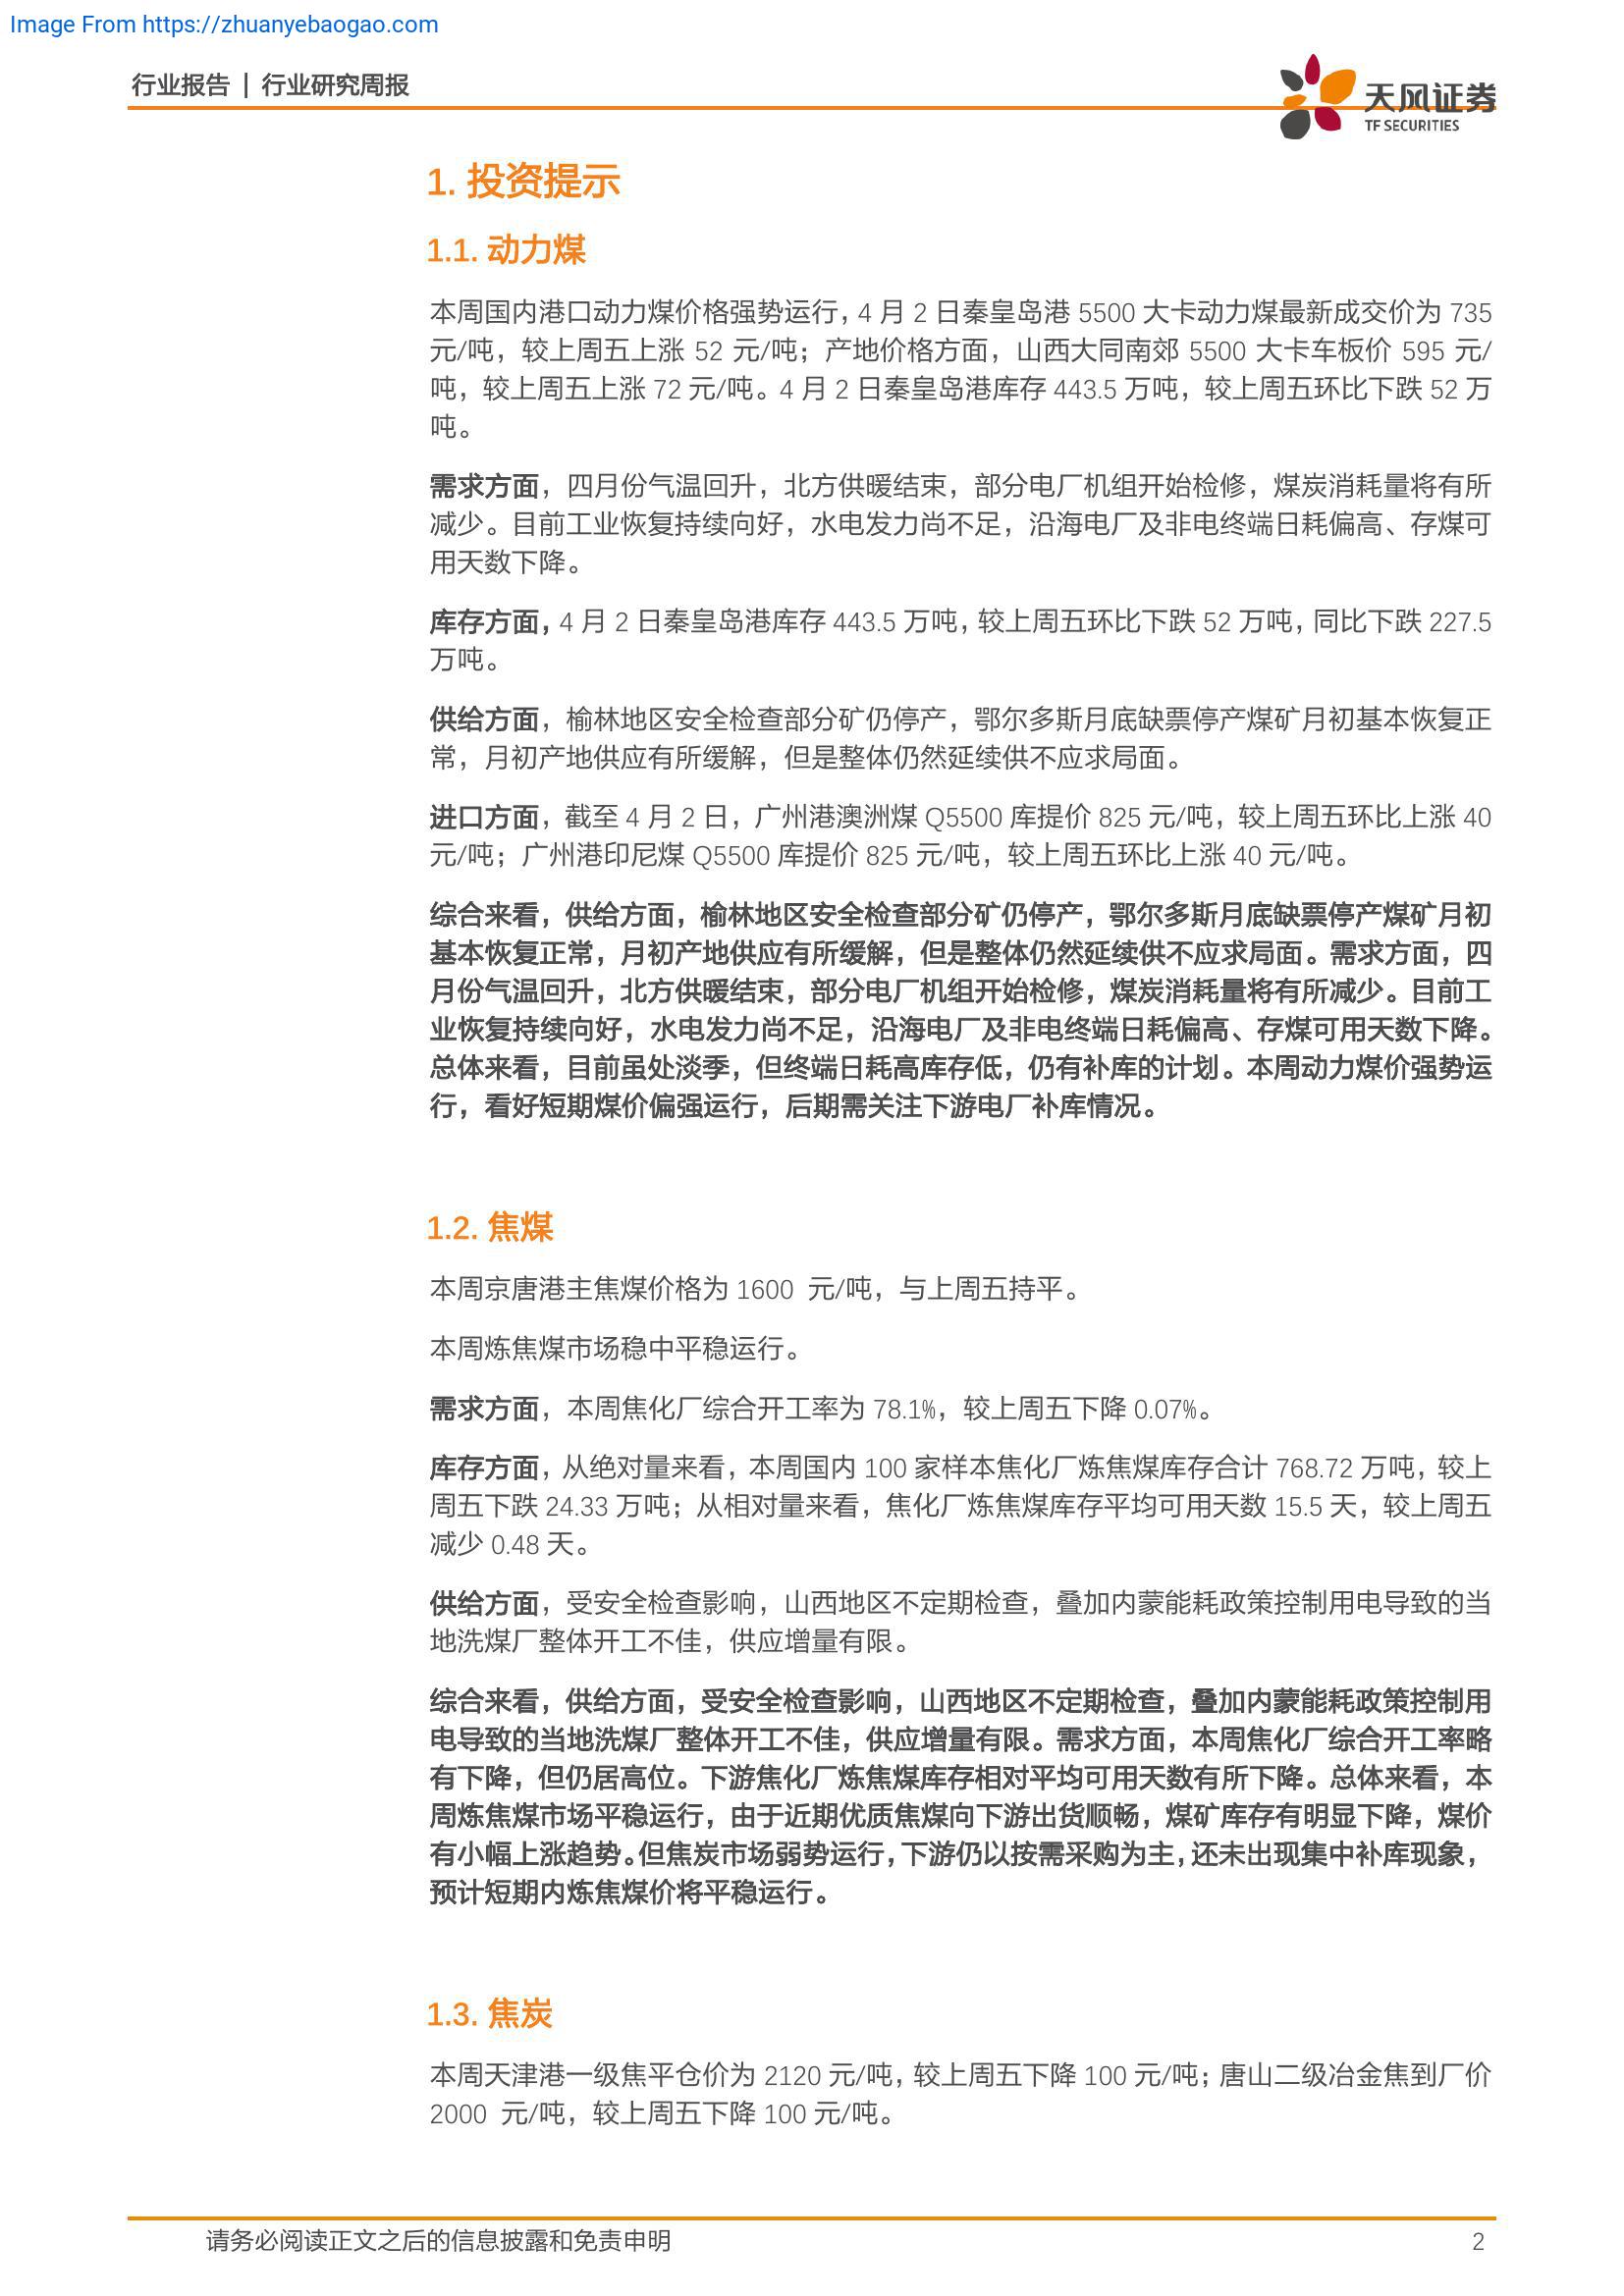 Image From https://zhuanyebaogao.com
行业报告 | 行业研究周报
天风证券
TF SECURITIES
1. 投资提示
1.1. 动力煤
本周国内港口动力煤价格强势运行，4 月 2 日秦皇岛港 5500 大卡动力煤最新成交价为 735
元/吨，较上周五上涨 52 元/吨；产地价格方面，山西大同南郊 5500 大卡车板价 595 元/
吨，较上周五上涨 72 元/吨。4 月 2 日秦皇岛港库存 443.5 万吨，较上周五环比下跌 52 万
吨。
需求方面，四月份气温回升，北方供暖结束，部分电厂机组开始检修，煤炭消耗量将有所
减少。目前工业恢复持续向好，水电发力尚不足，沿海电厂及非电终端日耗偏高、存煤可
用天数下降。
库存方面，4 月 2 日秦皇岛港库存 443.5 万吨，较上周五环比下跌 52 万吨，同比下跌 227.5
万吨。
供给方面，榆林地区安全检查部分矿仍停产，鄂尔多斯月底缺票停产煤矿月初基本恢复正
常，月初产地供应有所缓解，但是整体仍然延续供不应求局面。
进口方面，截至 4 月 2 日，广州港澳洲煤 Q5500 库提价 825 元/吨，较上周五环比上涨 40
元/吨；广州港印尼煤 Q5500 库提价 825 元/吨，较上周五环比上涨 40 元/吨。
综合来看，供给方面，榆林地区安全检查部分矿仍停产，鄂尔多斯月底缺票停产煤矿月初
基本恢复正常，月初产地供应有所缓解，但是整体仍然延续供不应求局面。需求方面，四
月份气温回升，北方供暖结束，部分电厂机组开始检修，煤炭消耗量将有所减少。目前工
业恢复持续向好，水电发力尚不足，沿海电厂及非电终端日耗偏高、存煤可用天数下降。
总体来看，目前虽处淡季，但终端日耗高库存低，仍有补库的计划。本周动力煤价强势运
行，看好短期煤价偏强运行，后期需关注下游电厂补库情况。
1.2. 焦煤
本周京唐港主焦煤价格为 1600 元/吨，与上周五持平。
本周炼焦煤市场稳中平稳运行。
需求方面，本周焦化厂综合开工率为 78.1%，较上周五下降 0.07%。
库存方面，从绝对量来看，本周国内 100 家样本焦化厂炼焦煤库存合计 768.72 万吨，较上
周五下跌 24.33 万吨；从相对量来看，焦化厂炼焦煤库存平均可用天数 15.5 天，较上周五
减少 0.48 天。
供给方面，受安全检查影响，山西地区不定期检查，叠加内蒙能耗政策控制用电导致的当
地洗煤厂整体开工不佳，供应增量有限。
综合来看，供给方面，受安全检查影响，山西地区不定期检查，叠加内蒙能耗政策控制用
电导致的当地洗煤厂整体开工不佳，供应增量有限。需求方面，本周焦化厂综合开工率略
有下降，但仍居高位。下游焦化厂炼焦煤库存相对平均可用天数有所下降。总体来看，本
周炼焦煤市场平稳运行，由于近期优质焦煤向下游出货顺畅，煤矿库存有明显下降，煤价
有小幅上涨趋势。但焦炭市场弱势运行，下游仍以按需采购为主，还未出现集中补库现象，
预计短期内炼焦煤价将平稳运行。
1.3. 焦炭
本周天津港一级焦平仓价为 2120 元/吨，较上周五下降 100 元/吨；唐山二级冶金焦到厂价
2000 元/吨，较上周五下降 100 元/吨。
请务必阅读正文之后的信息披露和免责申明
2